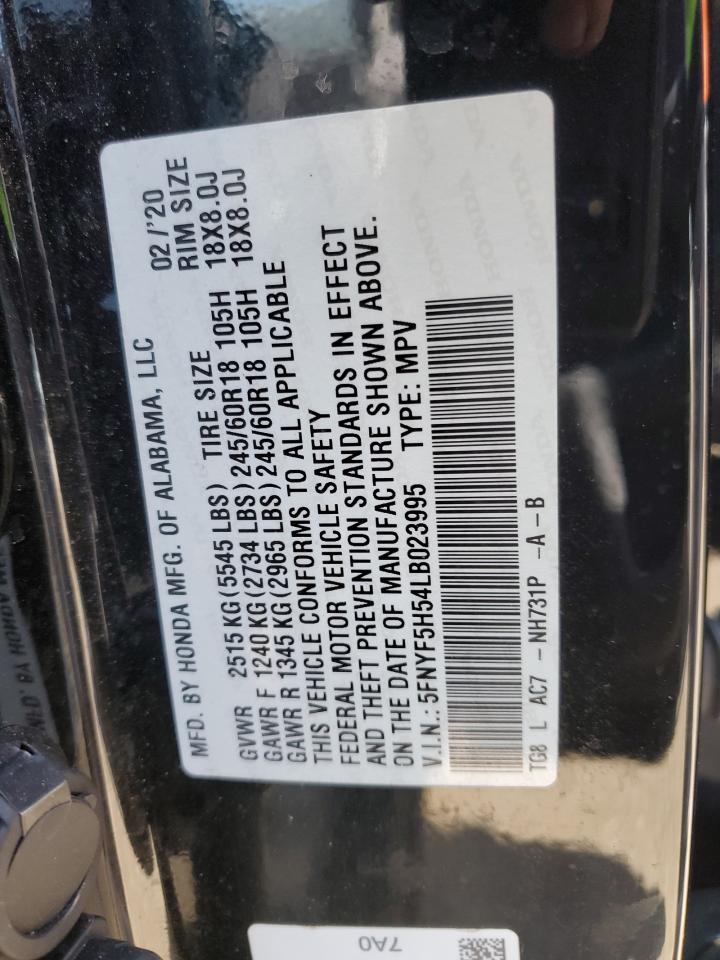 MFD. BY HONDA MFG. OF ALABAMA, LLC 02/'20
GVWR 2515 KG (5545 LBS) TIRE SIZE RIM SIZE
GAWR F 1240 KG (2734 LBS) 245/60R18 105H 18X8.0J
GAWR R 1345 KG (2965 LBS) 245/60R18 105H 18X8.0J
THIS VEHICLE CONFORMS TO ALL APPLICABLE
FEDERAL MOTOR VEHICLE SAFETY
AND THEFT PREVENTION STANDARDS IN EFFECT
ON THE DATE OF MANUFACTURE SHOWN ABOVE.
V.I.N.: 5FNYF5H54LB023995 TYPE: MPV
TG8 L AC7 -NH731P -A-B
HONDA
HONDA
HONDA
7A0